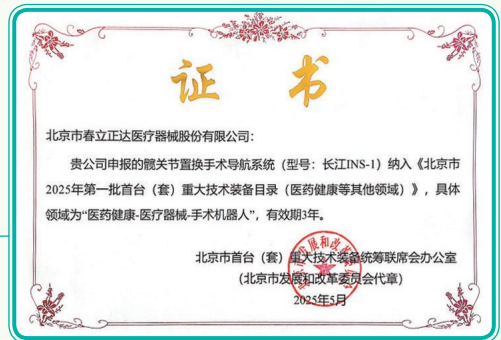 证书
北京市春立正达医疗器械股份有限公司：
贵公司申报的髋关节置换手术导航系统（型号：长江INS-1）纳入《北京市
2025年第一批首台（套）重大技术装备目录（医药健康等其他领域）》，具体
领域为“医药健康-医疗器械-手术机器人”，有效期3年。
北京市首台（套）重大技术装备统筹联席会办公室
（北京市发展和改革委员会代章）
2025年5月